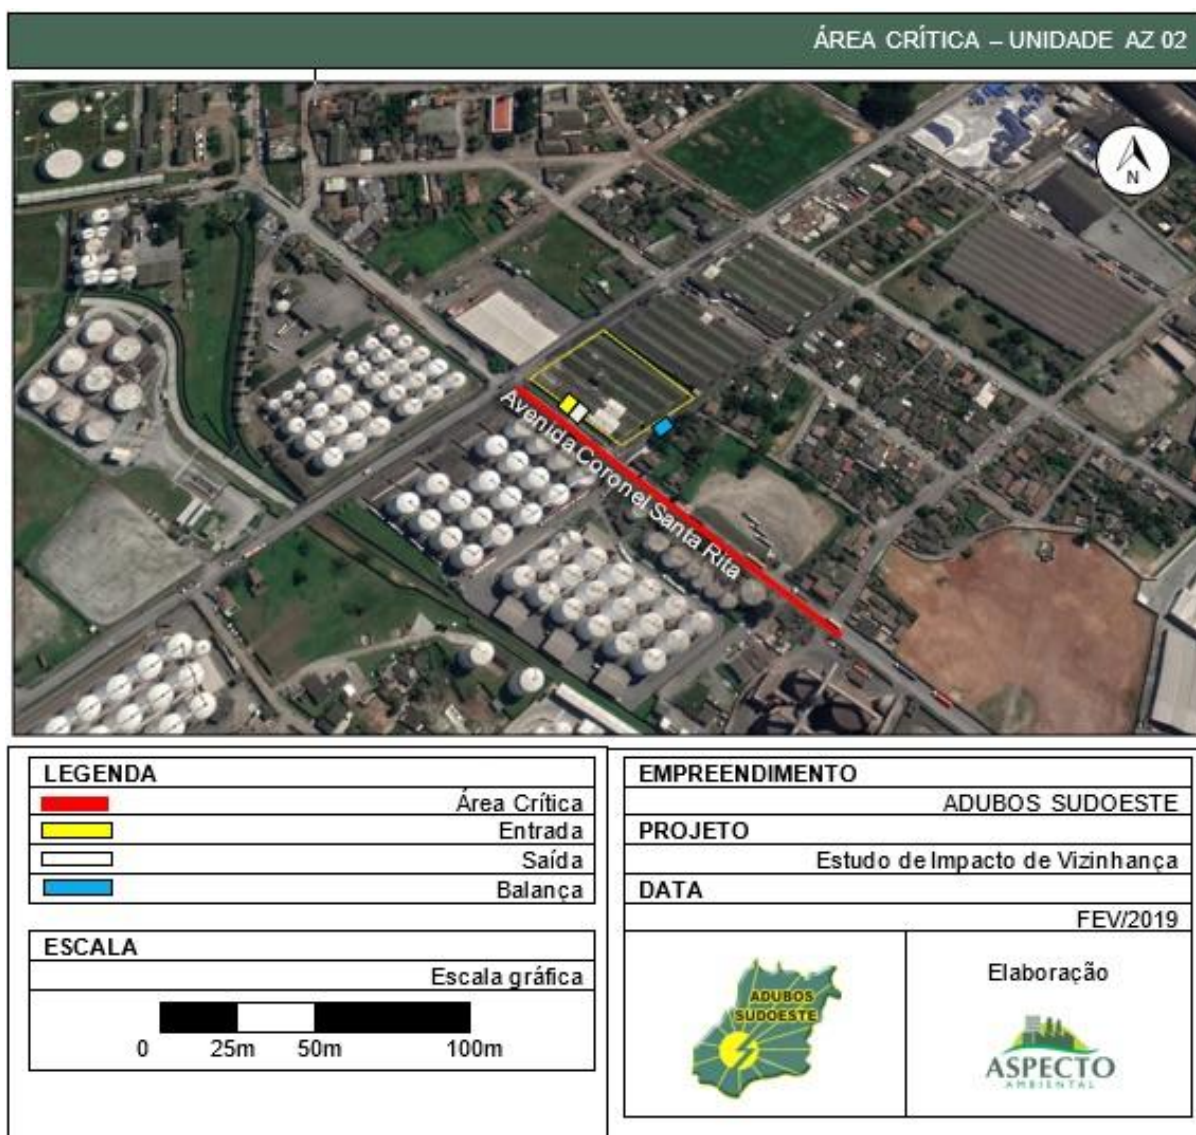 ÁREA CRÍTICA – UNIDADE AZ 02
N
Avenida Coronel Santa Rita
LEGENDA
Área Crítica
Entrada
Saída
Balança
ESCALA
Escala gráfica
0 25m 50m 100m
EMPREENDIMENTO
ADUBOS SUDOESTE
PROJETO
Estudo de Impacto de Vizinhança
DATA
FEV/2019
ADUBOS
SUDOESTE
Elaboração
ASPECTO
AMBIENTAL